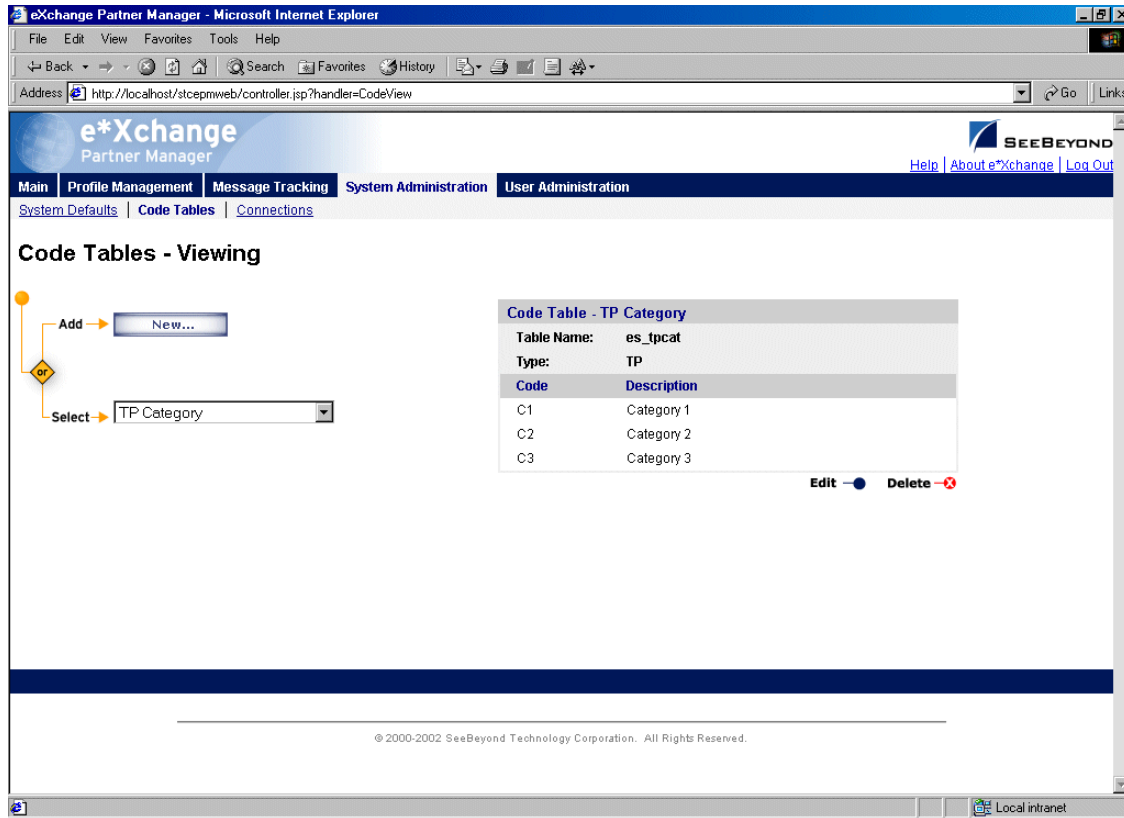 eXchange Partner Manager - Microsoft Internet Explorer
File Edit View Favorites Tools Help
Back Search Favorites History
Address http://localhost/stcepmweb/controller.jsp?handler=CodeView Go Links
e*Xchange
Partner Manager
SEEBEYOND
Help | About e*Xchange | Log Out
Main Profile Management Message Tracking System Administration User Administration
System Defaults | Code Tables | Connections
Code Tables - Viewing
Add New...
or
Select TP Category
Code Table - TP Category
Table Name: es_tpcat
Type: TP
Code Description
C1 Category 1
C2 Category 2
C3 Category 3
Edit Delete
© 2000-2002 SeeBeyond Technology Corporation. All Rights Reserved.
Local intranet